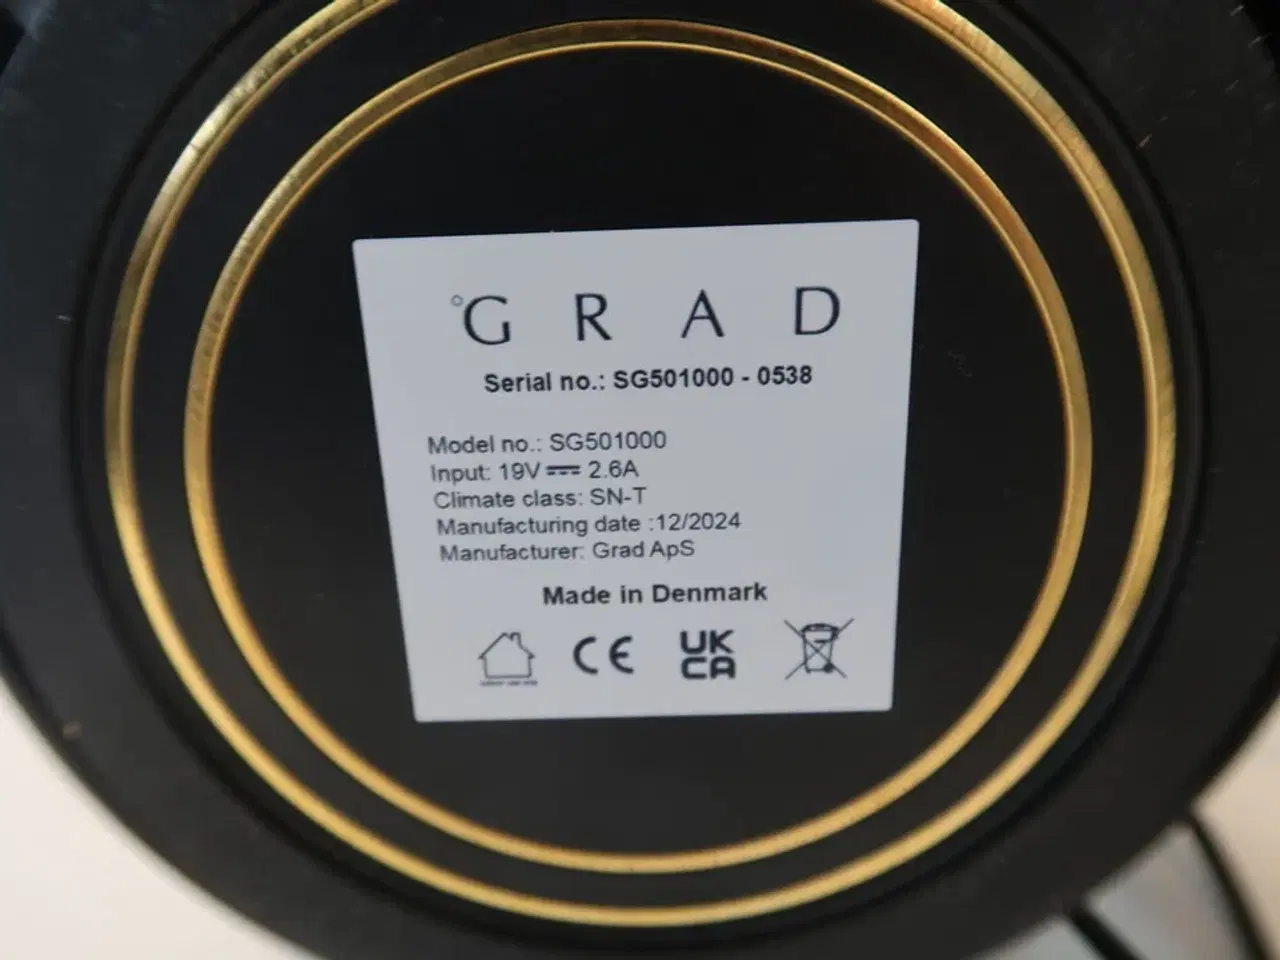 °GRAD
Serial no.: SG501000 - 0538
Model no.: SG501000
Input: 19V⎓ 2.6A
Climate class: SN-T
Manufacturing date :12/2024
Manufacturer: Grad ApS
Made in Denmark
CE UK
CA